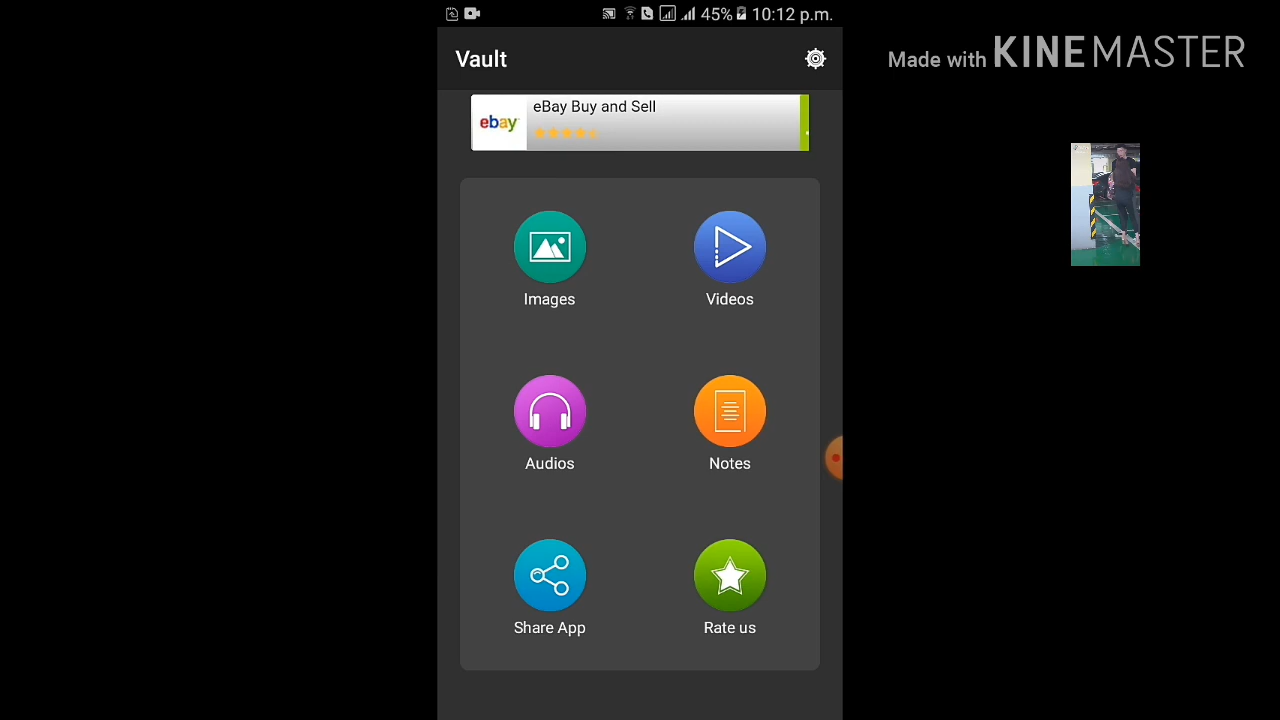 45% 10:12 p.m.
Vault
Made with KINEMASTER
ebay
eBay Buy and Sell
Images
Videos
Audios
Notes
Share App
Rate us